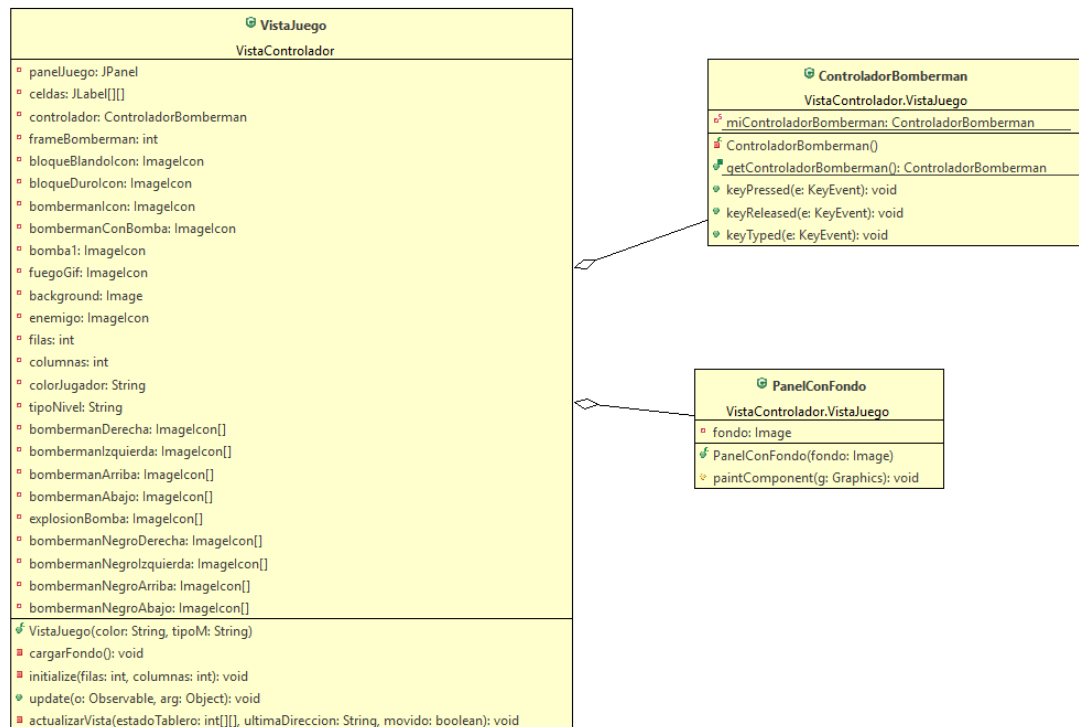 VistaJuego
VistaControlador
panelJuego: JPanel
celdas: JLabel[][]
controlador: ControladorBomberman
frameBomberman: int
bloqueBlandoIcon: ImageIcon
bloqueDuroIcon: ImageIcon
bombermanIcon: ImageIcon
bombermanConBomba: ImageIcon
bomba1: ImageIcon
fuegoGif: ImageIcon
background: Image
enemigo: ImageIcon
filas: int
columnas: int
colorJugador: String
tipoNivel: String
bombermanDerecha: ImageIcon[]
bombermanIzquierda: ImageIcon[]
bombermanArriba: ImageIcon[]
bombermanAbajo: ImageIcon[]
explosionBomba: ImageIcon[]
bombermanNegroDerecha: ImageIcon[]
bombermanNegroIzquierda: ImageIcon[]
bombermanNegroArriba: ImageIcon[]
bombermanNegroAbajo: ImageIcon[]
VistaJuego(color: String, tipoM: String)
cargarFondo(): void
initialize(filas: int, columnas: int): void
update(o: Observable, arg: Object): void
actualizarVista(estadoTablero: int[][], ultimaDireccion: String, movido: boolean): void
ControladorBomberman
VistaControlador.VistaJuego
miControladorBomberman: ControladorBomberman
ControladorBomberman()
getControladorBomberman(): ControladorBomberman
keyPressed(e: KeyEvent): void
keyReleased(e: KeyEvent): void
keyTyped(e: KeyEvent): void
PanelConFondo
VistaControlador.VistaJuego
fondo: Image
PanelConFondo(fondo: Image)
paintComponent(g: Graphics): void